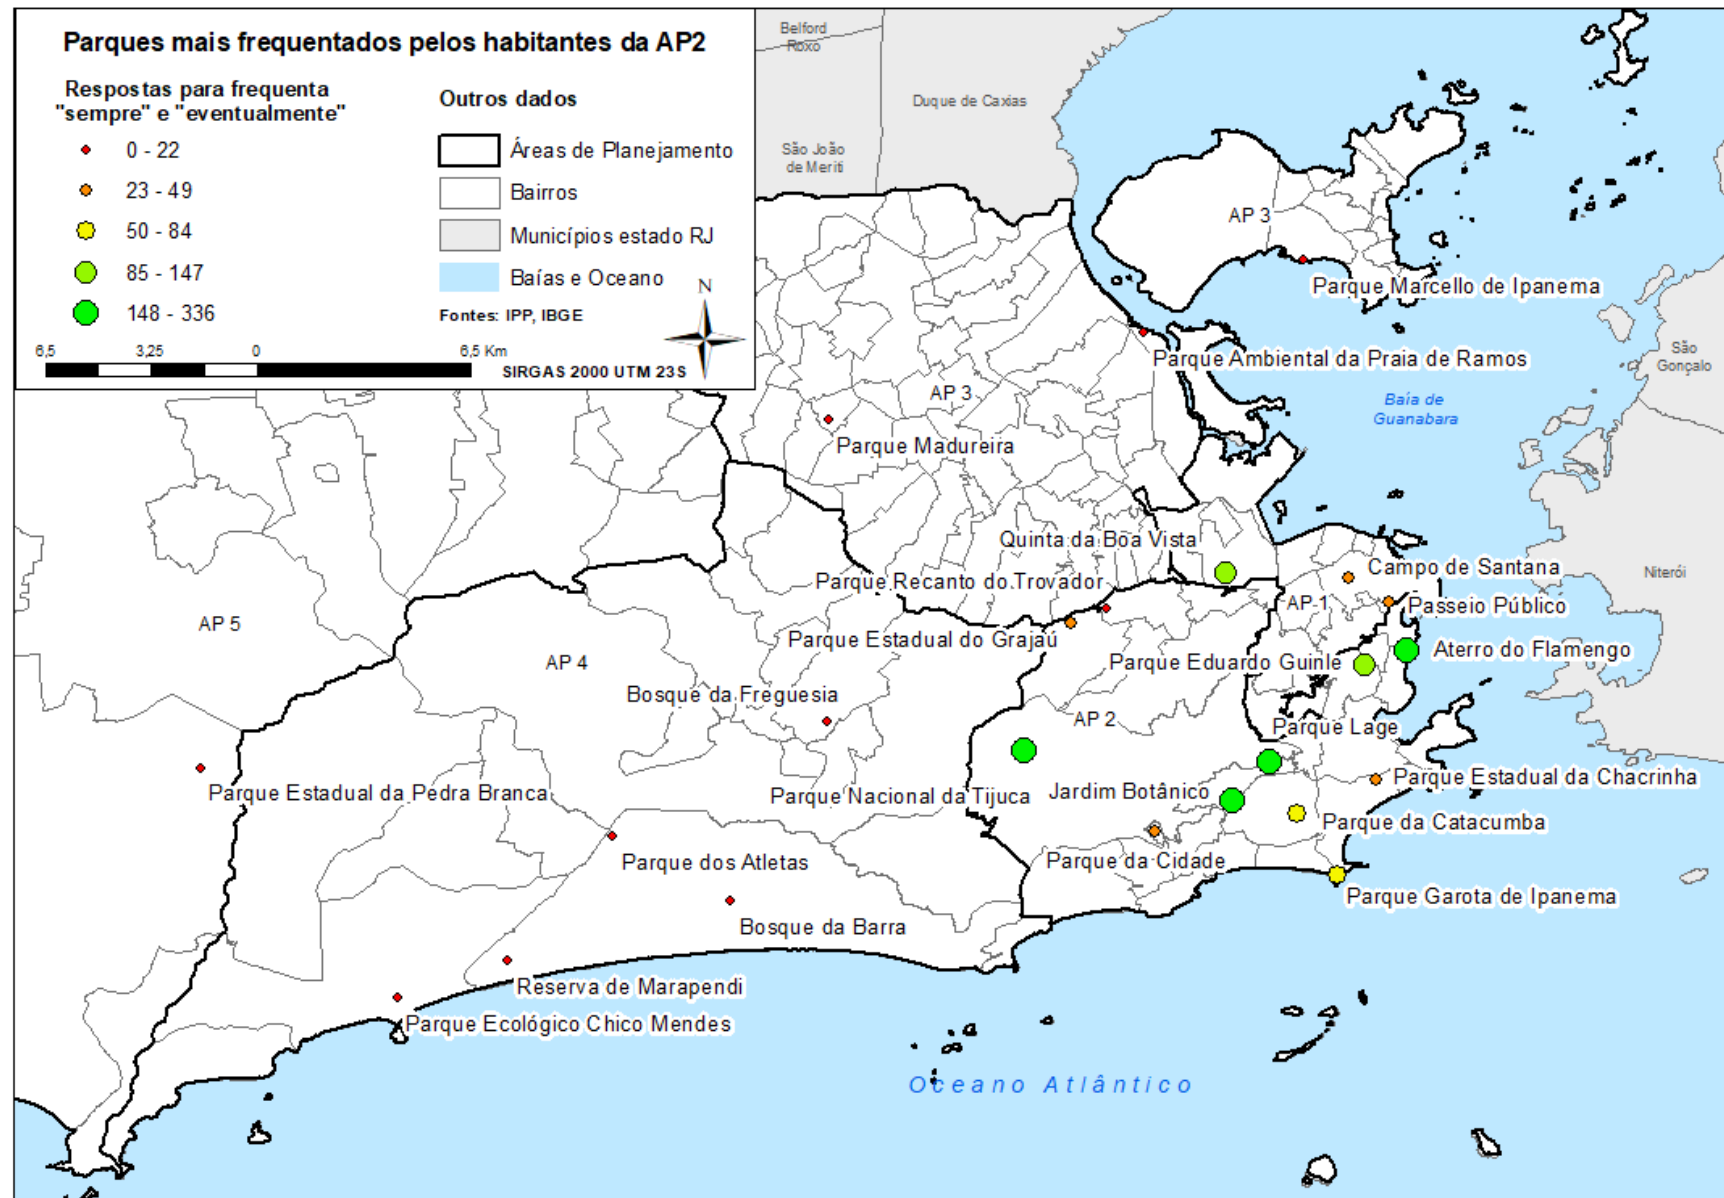 Parques mais frequentados pelos habitantes da AP2
Respostas para frequenta
"sempre" e "eventualmente"
0 - 22
23 - 49
50 - 84
85 - 147
148 - 336
Outros dados
Áreas de Planejamento
Bairros
Municípios estado RJ
Baías e Oceano
Fontes: IPP, IBGE
N
6,5
3,25
0
6,5 Km
SIRGAS 2000 UTM 23S
Belford
Roxo
Duque de Caxias
São João
de Meriti
AP 3
Parque Marcello de Ipanema
Parque Ambiental da Praia de Ramos
São
Gonçalo
AP 3
Baía de
Guanabara
Parque Madureira
Quinta da Boa Vista
Campo de Santana
Niterói
Parque Recanto do Trovador
AP 1
Passeio Público
AP 5
Parque Estadual do Grajaú
Aterro do Flamengo
AP 4
Parque Eduardo Guinle
Bosque da Freguesia
AP 2
Parque Lage
Parque Estadual da Chacrinha
Parque Estadual da Pedra Branca
Parque Nacional da Tijuca
Jardim Botânico
Parque da Catacumba
Parque dos Atletas
Parque da Cidade
Parque Garota de Ipanema
Bosque da Barra
Reserva de Marapendi
Parque Ecológico Chico Mendes
Oceano Atlântico